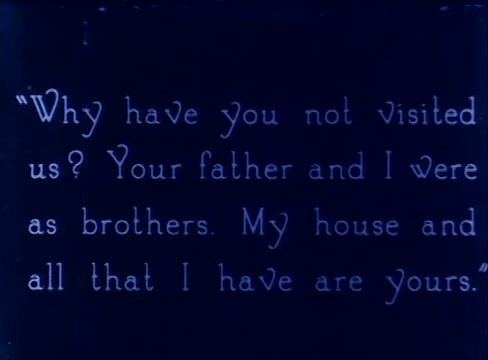 "Why have you not visited
us? Your father and I were
as brothers. My house and
all that I have are yours."